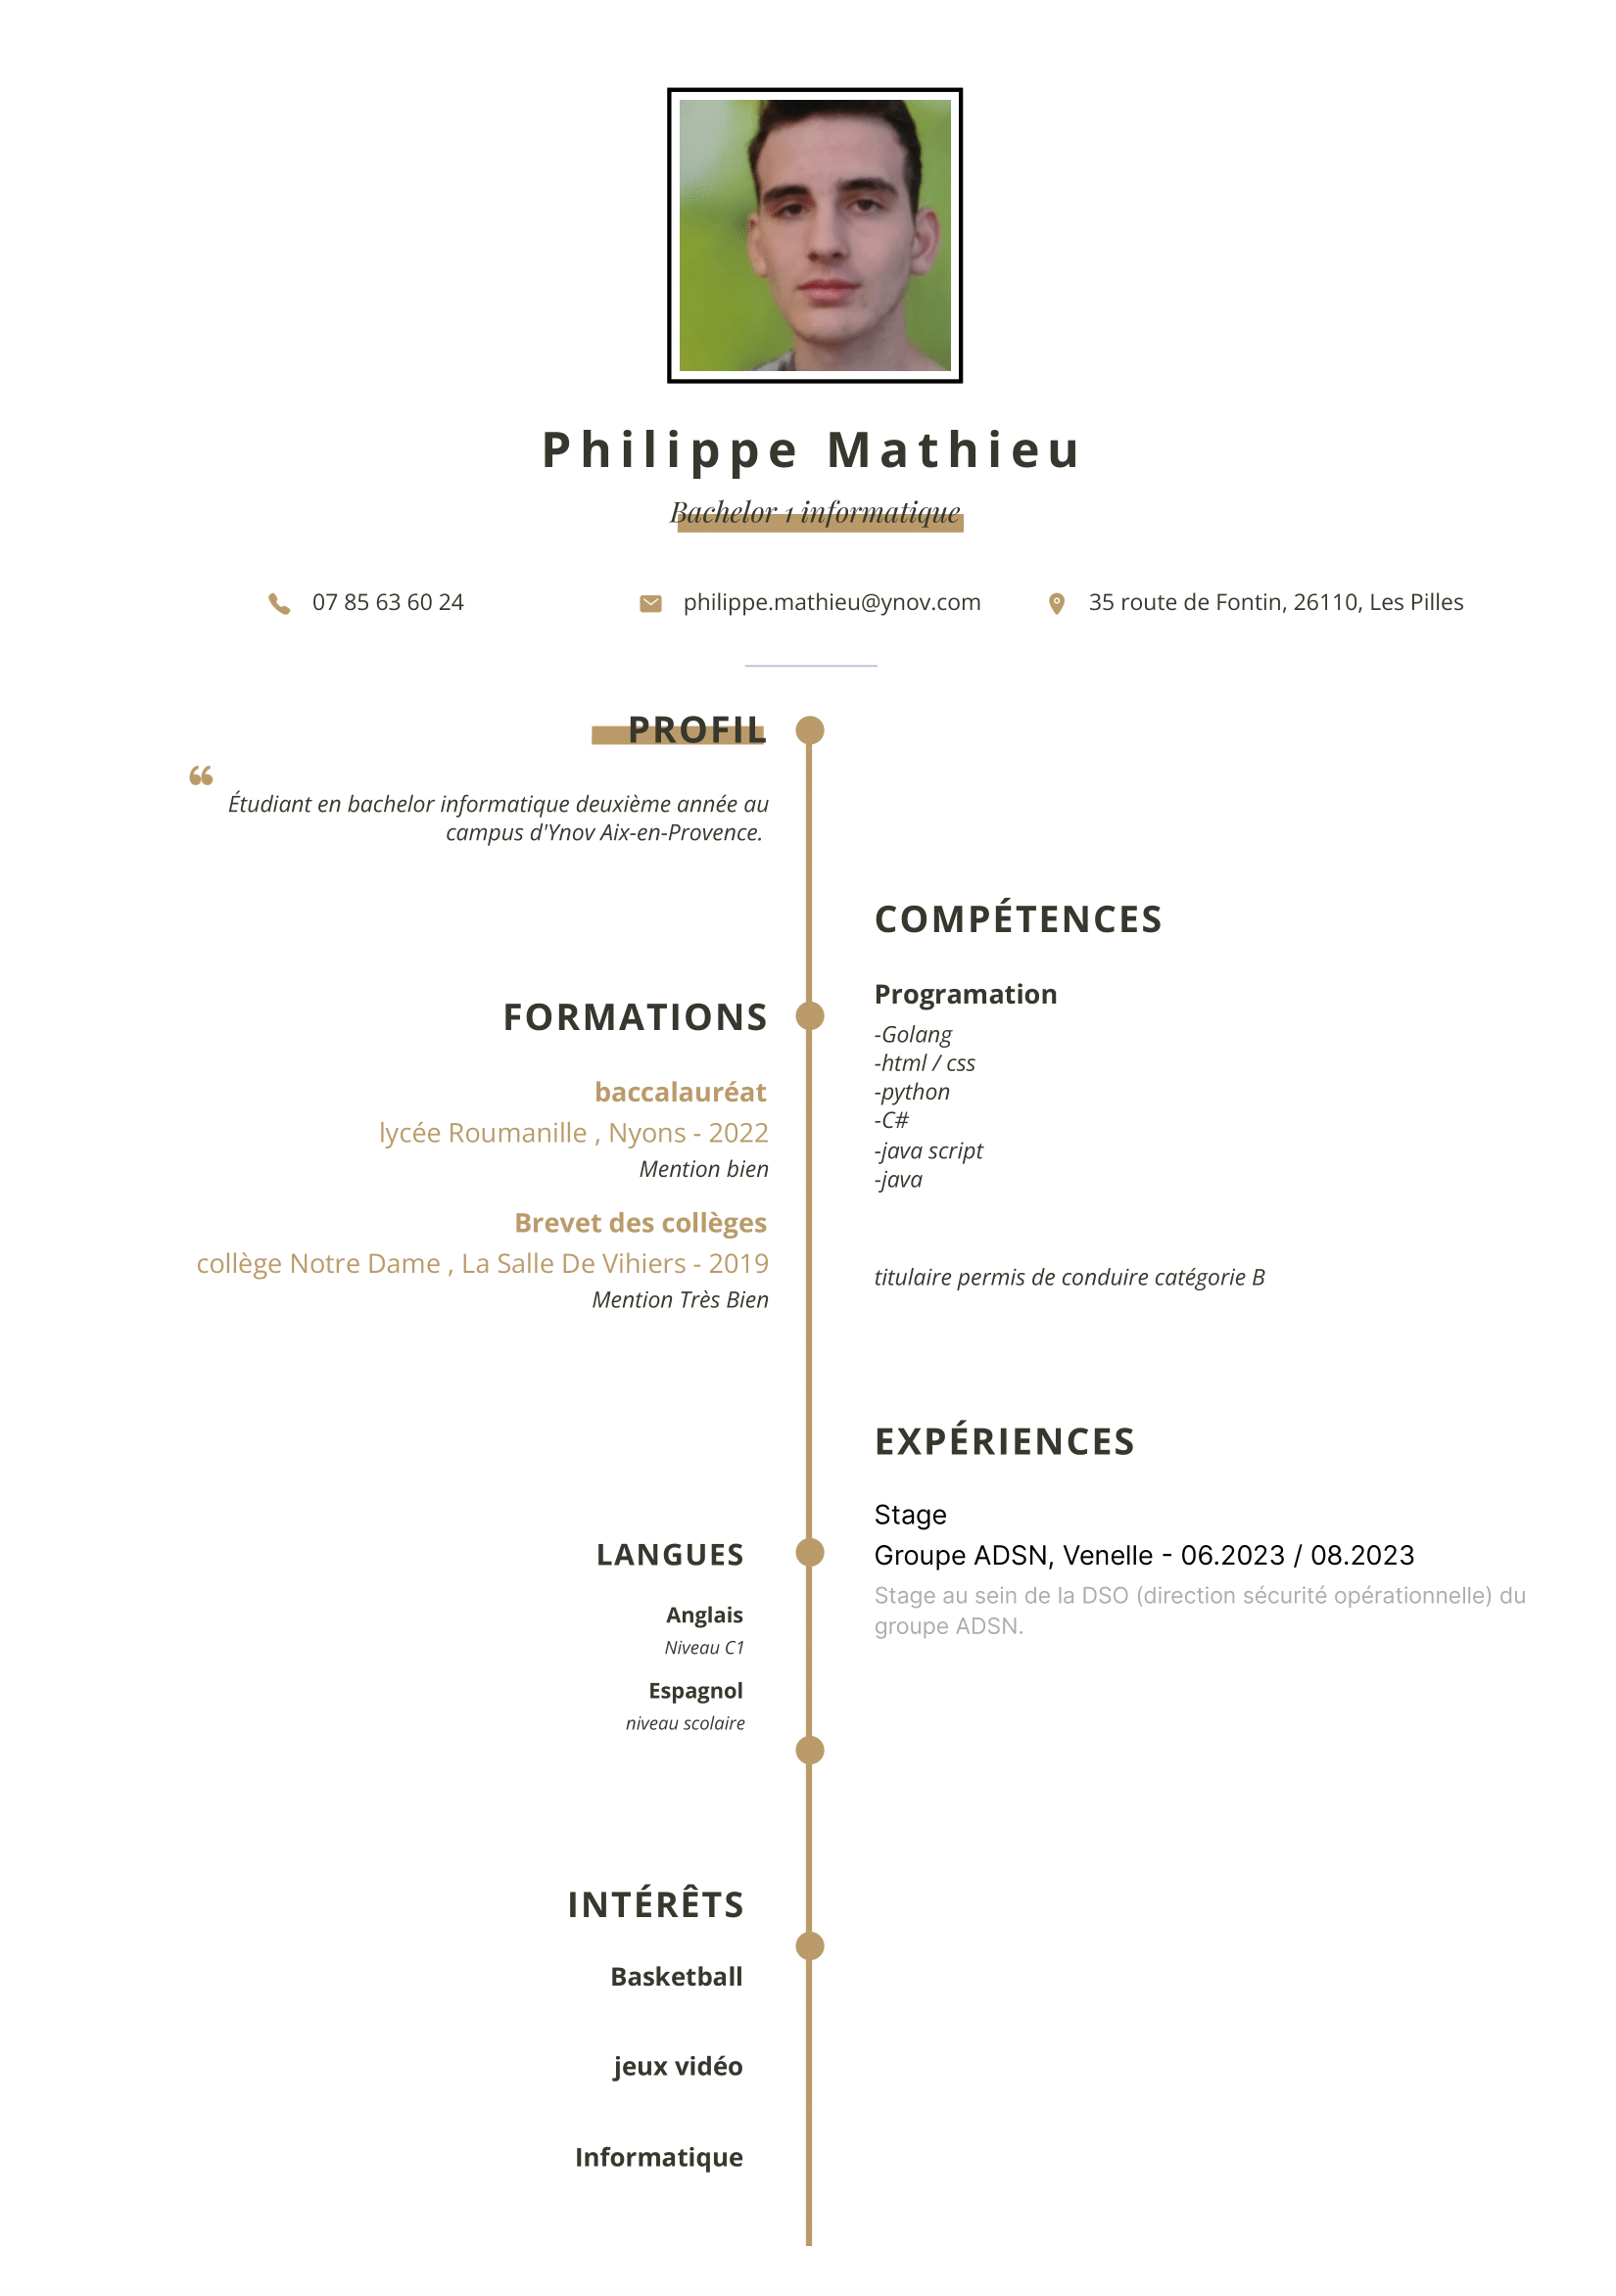 Philippe Mathieu
Bachelor 1 informatique
07 85 63 60 24
philippe.mathieu@ynov.com
35 route de Fontin, 26110, Les Pilles
PROFIL
Étudiant en bachelor informatique deuxième année au
campus d'Ynov Aix-en-Provence.
FORMATIONS
baccalauréat
lycée Roumanille , Nyons - 2022
Mention bien
Brevet des collèges
collège Notre Dame , La Salle De Vihiers - 2019
Mention Très Bien
LANGUES
Anglais
Niveau C1
Espagnol
niveau scolaire
INTÉRÊTS
Basketball
jeux vidéo
Informatique
COMPÉTENCES
Programation
-Golang
-html / css
-python
-C#
-java script
-java
titulaire permis de conduire catégorie B
EXPÉRIENCES
Stage
Groupe ADSN, Venelle - 06.2023 / 08.2023
Stage au sein de la DSO (direction sécurité opérationnelle) du
groupe ADSN.